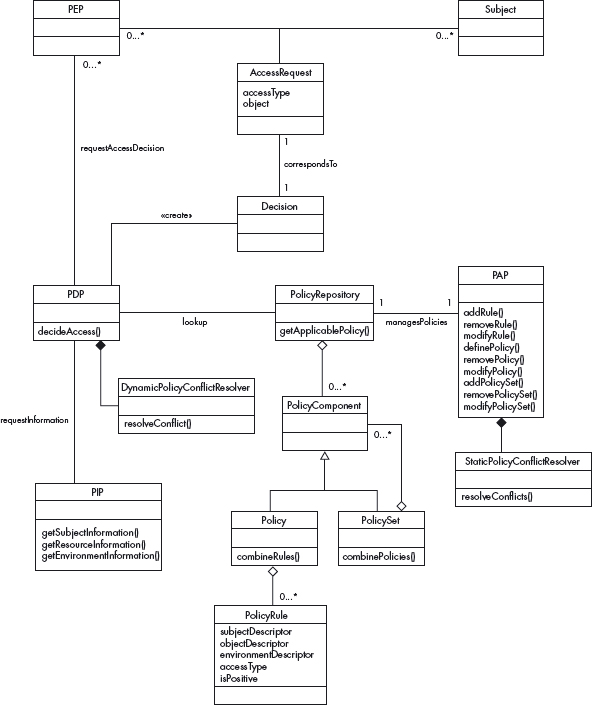 PEP
Subject
0...*
0...*
0...*
AccessRequest
accessType
object
1
requestAccessDecision
correspondsTo
1
Decision
«create»
PDP
decideAccess()
lookup
PolicyRepository
getApplicablePolicy()
1
1
managesPolicies
PAP
addRule()
removeRule()
modifyRule()
definePolicy()
removePolicy()
modifyPolicy()
addPolicySet()
removePolicySet()
modifyPolicySet()
DynamicPolicyConflictResolver
resolveConflict()
0...*
PolicyComponent
0...*
requestInformation
StaticPolicyConflictResolver
resolveConflicts()
PIP
getSubjectInformation()
getResourceInformation()
getEnvironmentInformation()
Policy
combineRules()
PolicySet
combinePolicies()
0...*
PolicyRule
subjectDescriptor
objectDescriptor
environmentDescriptor
accessType
isPositive